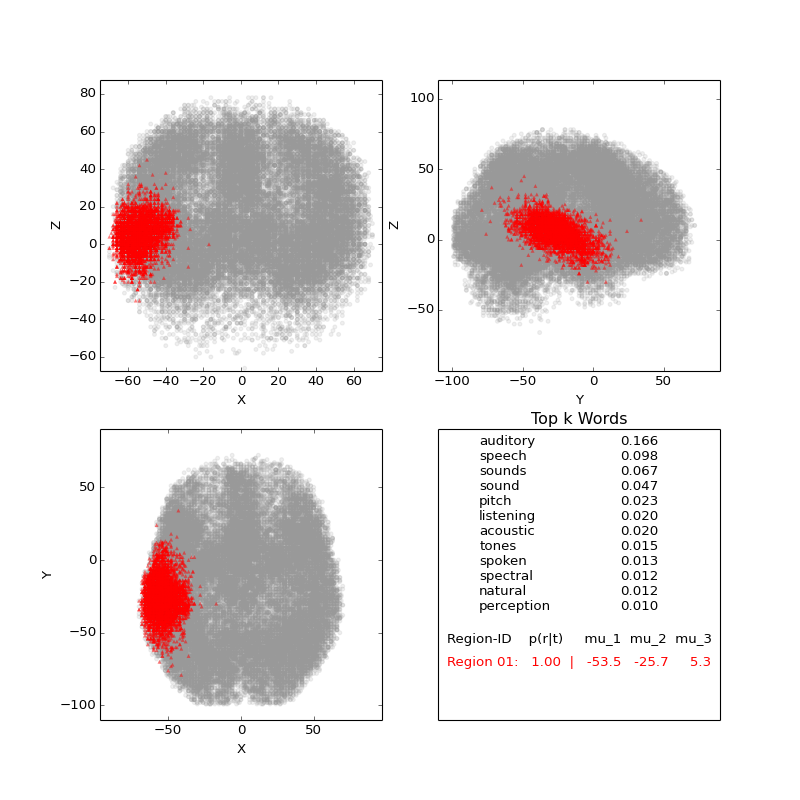 80
60
40
20
0
−20
−40
−60
Z
−60 −40 −20 0 20 40 60
X
100
50
0
−50
Z
−100 −50 0 50
Y
50
0
−50
−100
Y
−50 0 50
X
Top k Words
auditory 0.166
speech 0.098
sounds 0.067
sound 0.047
pitch 0.023
listening 0.020
acoustic 0.020
tones 0.015
spoken 0.013
spectral 0.012
natural 0.012
perception 0.010
Region-ID p(r|t) mu_1 mu_2 mu_3
Region 01: 1.00 | -53.5 -25.7 5.3